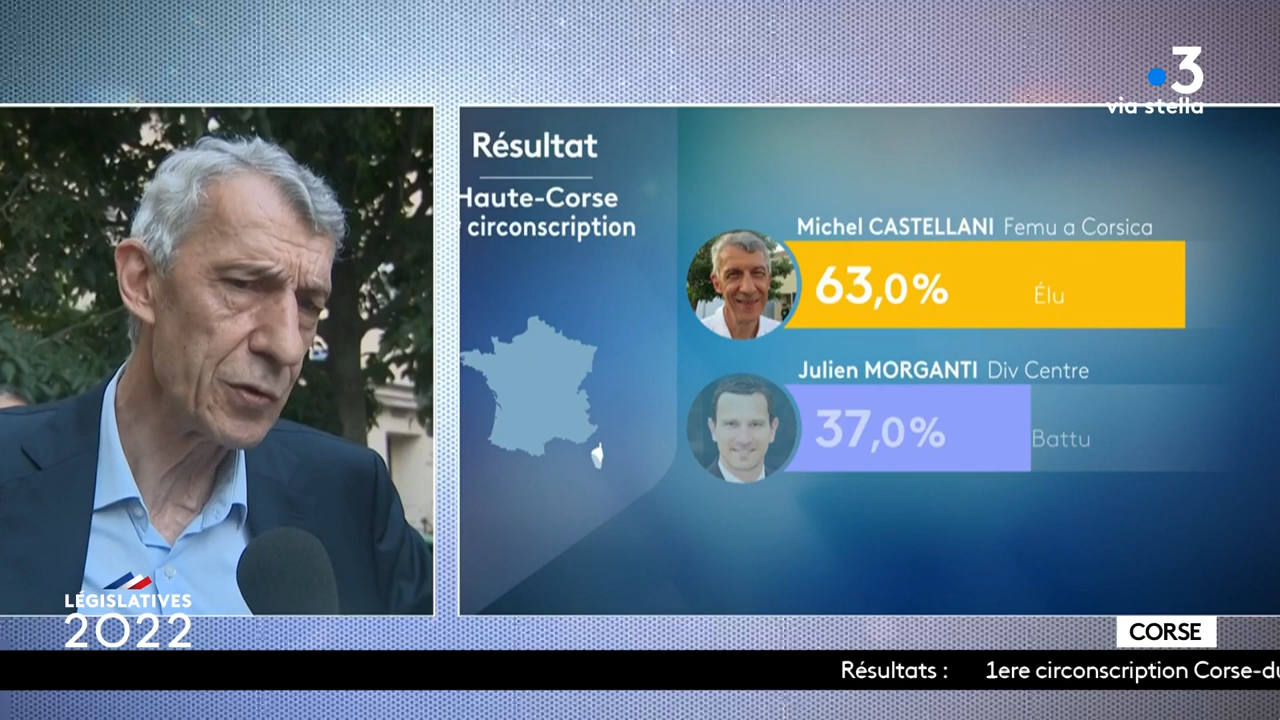 3
via stella
Résultat
Haute-Corse
circonscription
Michel CASTELLANI Femu a Corsica
63,0% Élu
Julien MORGANTI Div Centre
37,0% Battu
LÉGISLATIVES
2022
CORSE
Résultats : 1ere circonscription Corse-du